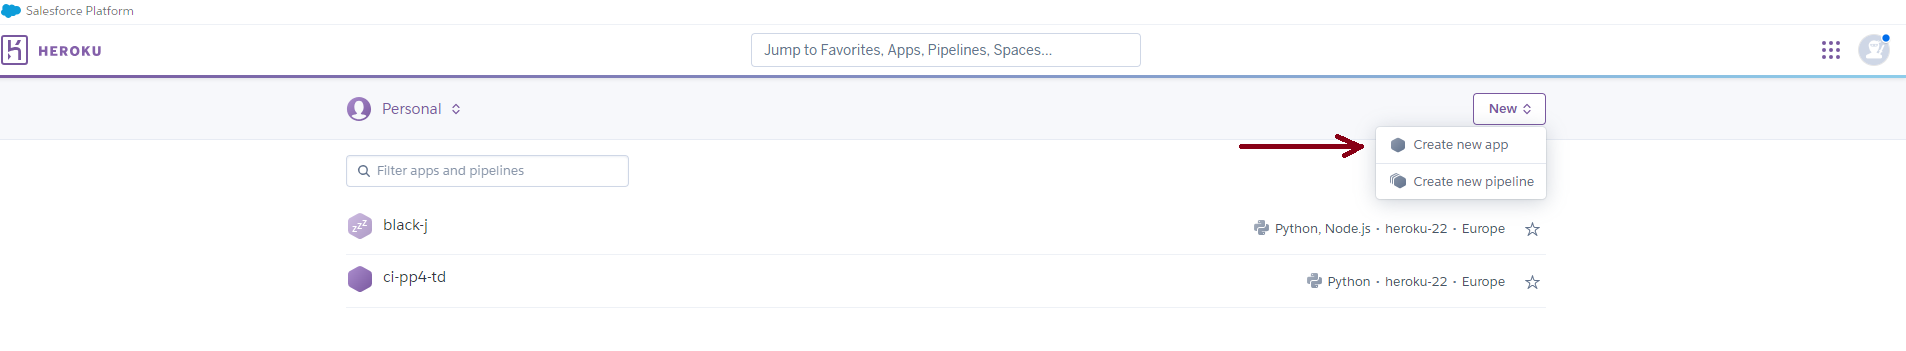 Salesforce Platform
HEROKU
Jump to Favorites, Apps, Pipelines, Spaces...
Personal
New
Create new app
Create new pipeline
Filter apps and pipelines
black-j
Python, Node.js • heroku-22 • Europe
ci-pp4-td
Python • heroku-22 • Europe